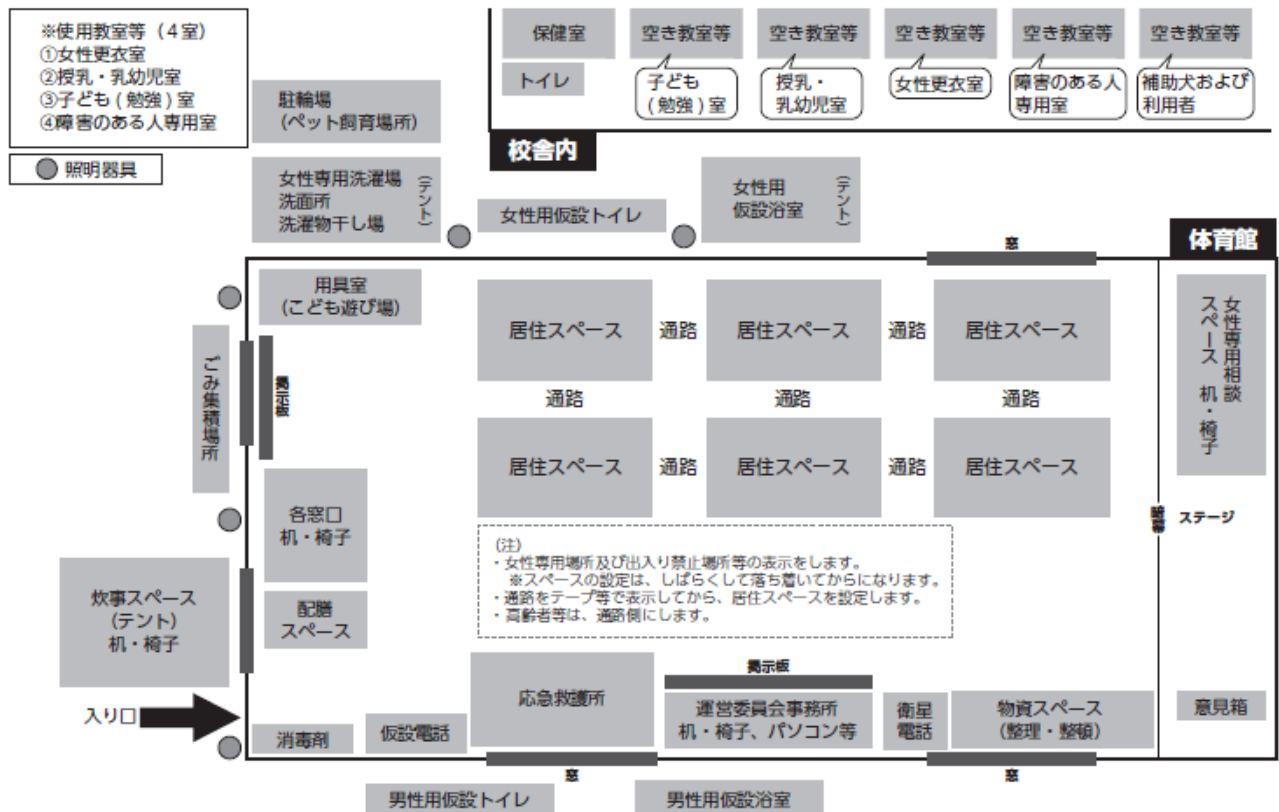 ※使用教室等（４室）
①女性更衣室
②授乳・乳幼児室
③子ども(勉強)室
④障害のある人専用室
照明器具
保健室
空き教室等
空き教室等
空き教室等
空き教室等
空き教室等
トイレ
子ども
(勉強)室
授乳・
乳幼児室
女性更衣室
障害のある人
専用室
補助犬および
利用者
校舎内
駐輪場
(ペット飼育場所)
女性専用洗濯場
洗面所
洗濯物干し場
(テント)
女性用仮設トイレ
女性用
仮設浴室
(テント)
窓
体育館
用具室
(こども遊び場)
居住スペース
通路
居住スペース
通路
居住スペース
女性専用相談
スペース 机・椅子
ごみ集積場所
掲示板
通路
通路
通路
居住スペース
通路
居住スペース
通路
居住スペース
各窓口
机・椅子
暗幕
ステージ
(注)
・女性専用場所及び出入り禁止場所等の表示をします。
※スペースの設定は、しばらくして落ち着いてからになります。
・通路をテープ等で表示してから、居住スペースを設定します。
・高齢者等は、通路側にします。
炊事スペース
(テント)
机・椅子
配膳
スペース
入り口
消毒剤
仮設電話
応急救護所
掲示板
運営委員会事務所
机・椅子、パソコン等
衛星
電話
物資スペース
(整理・整頓)
意見箱
窓
窓
男性用仮設トイレ
男性用仮設浴室